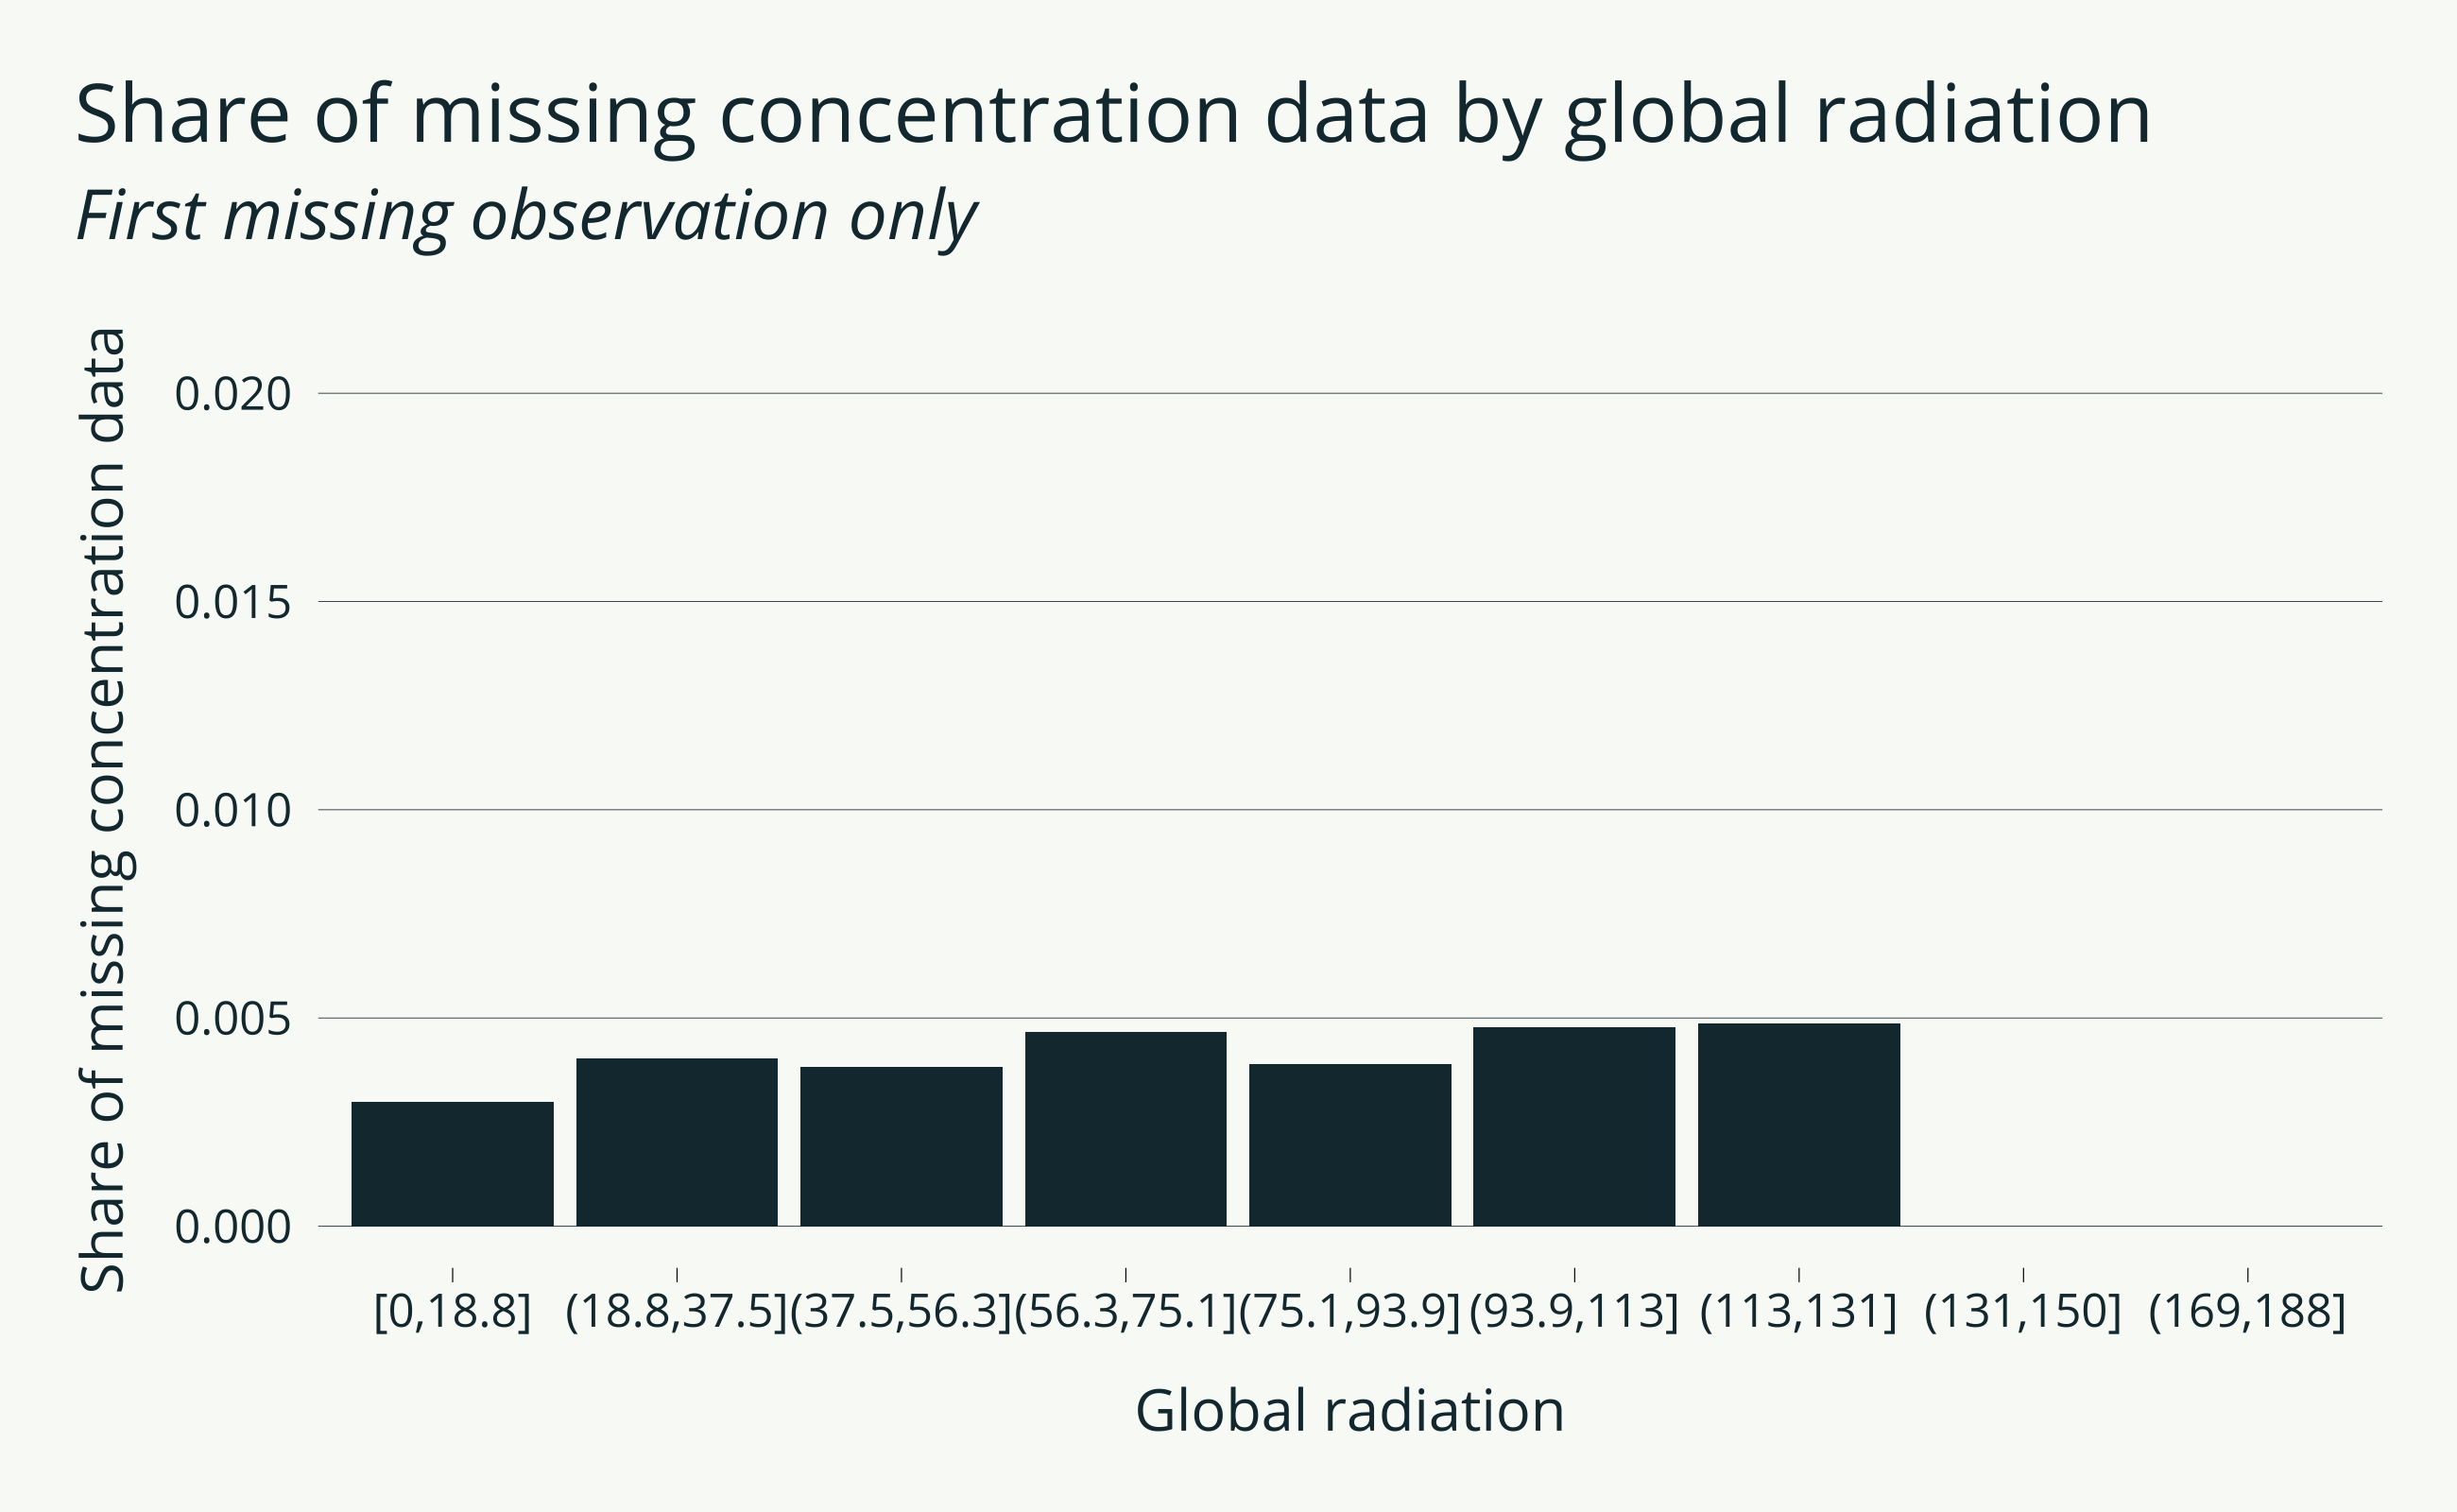 Share of missing concentration data by global radiation
First missing observation only
Share of missing concentration data
0.020
0.015
0.010
0.005
0.000
[0,18.8] (18.8,37.5] (37.5,56.3] (56.3,75.1] (75.1,93.9] (93.9,113] (113,131] (131,150] (169,188]
Global radiation